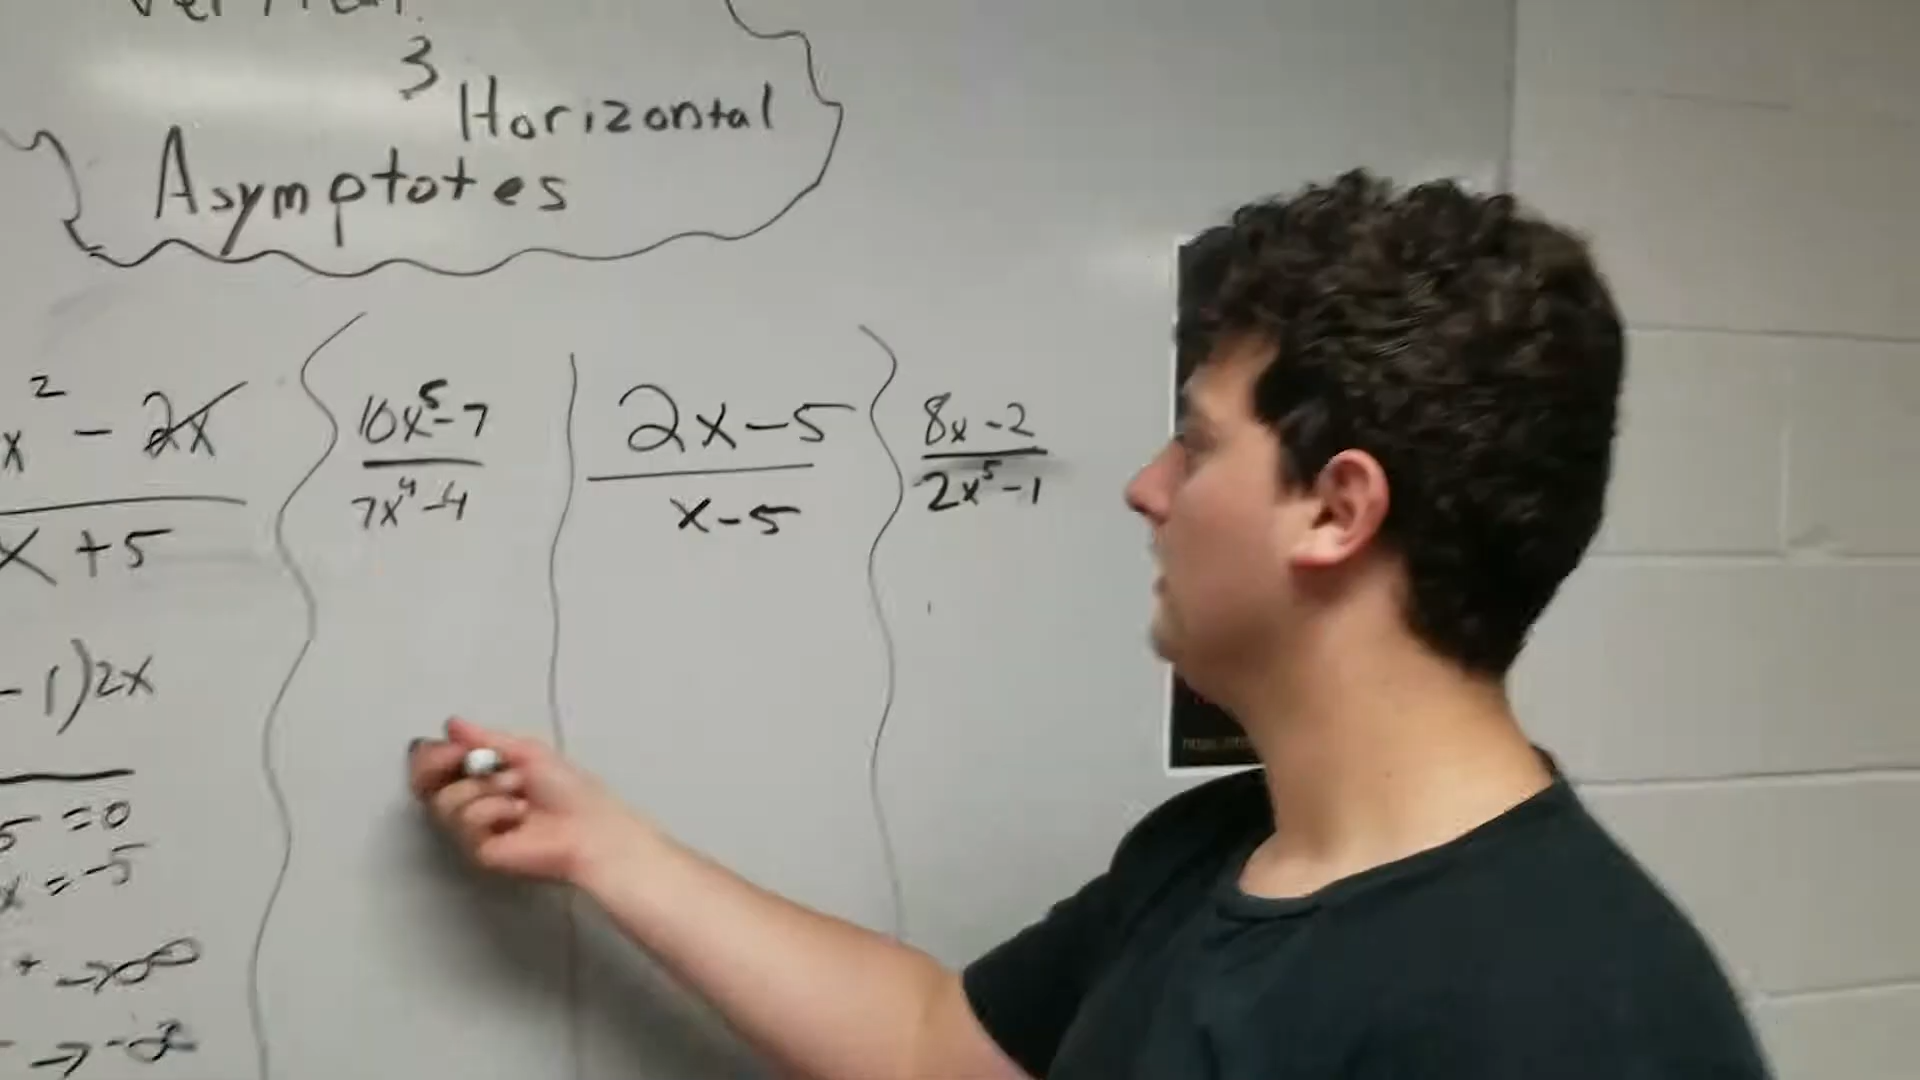 3
Horizontal
Asymptotes
x² - 2x
x + 5
- 1)2x
5 = 0
x = -5
+ → ∞
- → -∞
10x⁵-7
7x⁴-4
2x-5
x-5
8x-2
2x⁵-1